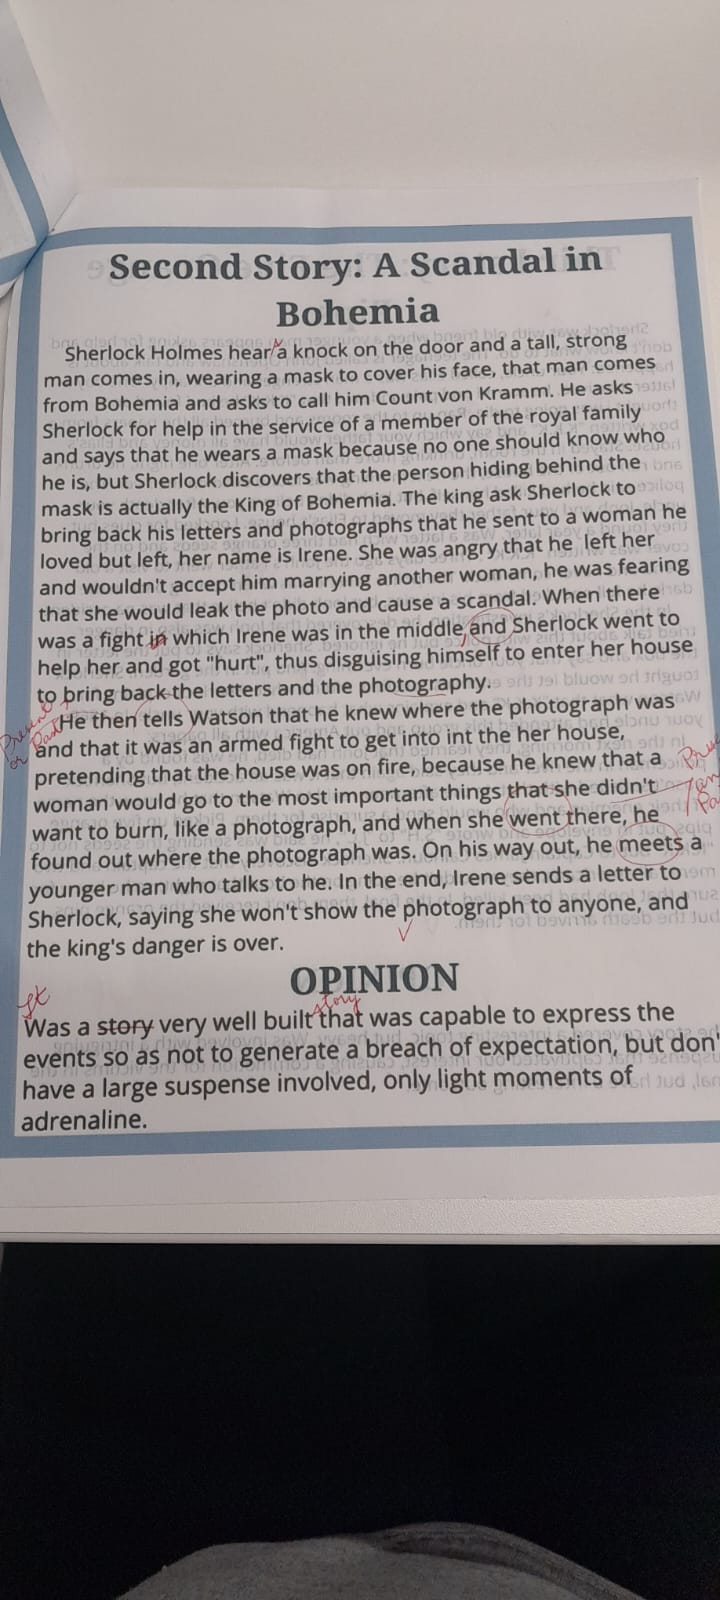 Second Story: A Scandal in
Bohemia
Sherlock Holmes hear a knock on the door and a tall, strong
man comes in, wearing a mask to cover his face, that man comes
from Bohemia and asks to call him Count von Kramm. He asks
Sherlock for help in the service of a member of the royal family
and says that he wears a mask because no one should know who
he is, but Sherlock discovers that the person hiding behind the
mask is actually the King of Bohemia. The king ask Sherlock to
bring back his letters and photographs that he sent to a woman he
loved but left, her name is Irene. She was angry that he left her
and wouldn't accept him marrying another woman, he was fearing
that she would leak the photo and cause a scandal. When there
was a fight in which Irene was in the middle, and Sherlock went to
help her and got "hurt", thus disguising himself to enter her house
to bring back the letters and the photography.
Present or Past
He then tells Watson that he knew where the photograph was
and that it was an armed fight to get into int the her house,
pretending that the house was on fire, because he knew that a
woman would go to the most important things that she didn't
want to burn, like a photograph, and when she went there, he
found out where the photograph was. On his way out, he meets a
younger man who talks to he. In the end, Irene sends a letter to
Sherlock, saying she won't show the photograph to anyone, and
the king's danger is over.
OPINION
It
story
Was a story very well built that was capable to express the
events so as not to generate a breach of expectation, but don'
have a large suspense involved, only light moments of
adrenaline.